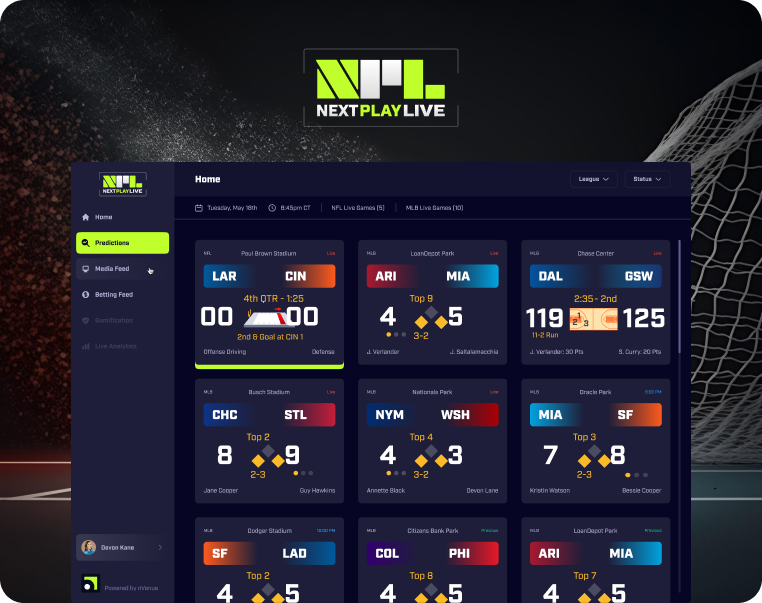 NPL
NEXTPLAYLIVE
NPL
NEXTPLAYLIVE
Home
League
Status
Tuesday, May 18th
8:45pm CT
NFL Live Games (5)
MLB Live Games (10)
Home
Predictions
Media Feed
Betting Feed
Gamification
Live Analytics
NFL
Paul Brown Stadium
Live
LAR
CIN
4th QTR - 1:25
00
00
2nd & Goal at CIN 1
Offense Driving
Defense
MLB
LoanDepot Park
Live
ARI
MIA
Top 9
4
5
3-2
J. Verlander
J. Saltalamacchia
MLB
Chase Center
Live
DAL
GSW
2:35- 2nd
119
1
2
3
125
11-2 Run
J. Verlander: 30 Pts
S. Curry: 20 Pts
MLB
Busch Stadium
Live
CHC
STL
Top 2
8
9
2-3
Jane Cooper
Guy Hawkins
MLB
Nationals Park
Live
NYM
WSH
Top 4
4
3
3-2
Annette Black
Devon Lane
MLB
Oracle Park
MIA
SF
Top 3
7
8
2-3
Kristin Watson
Bessie Cooper
MLB
Dodger Stadium
10:00 PM
SF
LAD
Top 2
4
5
MLB
Citizens Bank Park
Previous
COL
PHI
Top 8
4
5
MLB
LoanDepot Park
Previous
ARI
MIA
Top 7
4
5
Devon Kane
Powered by nVenue